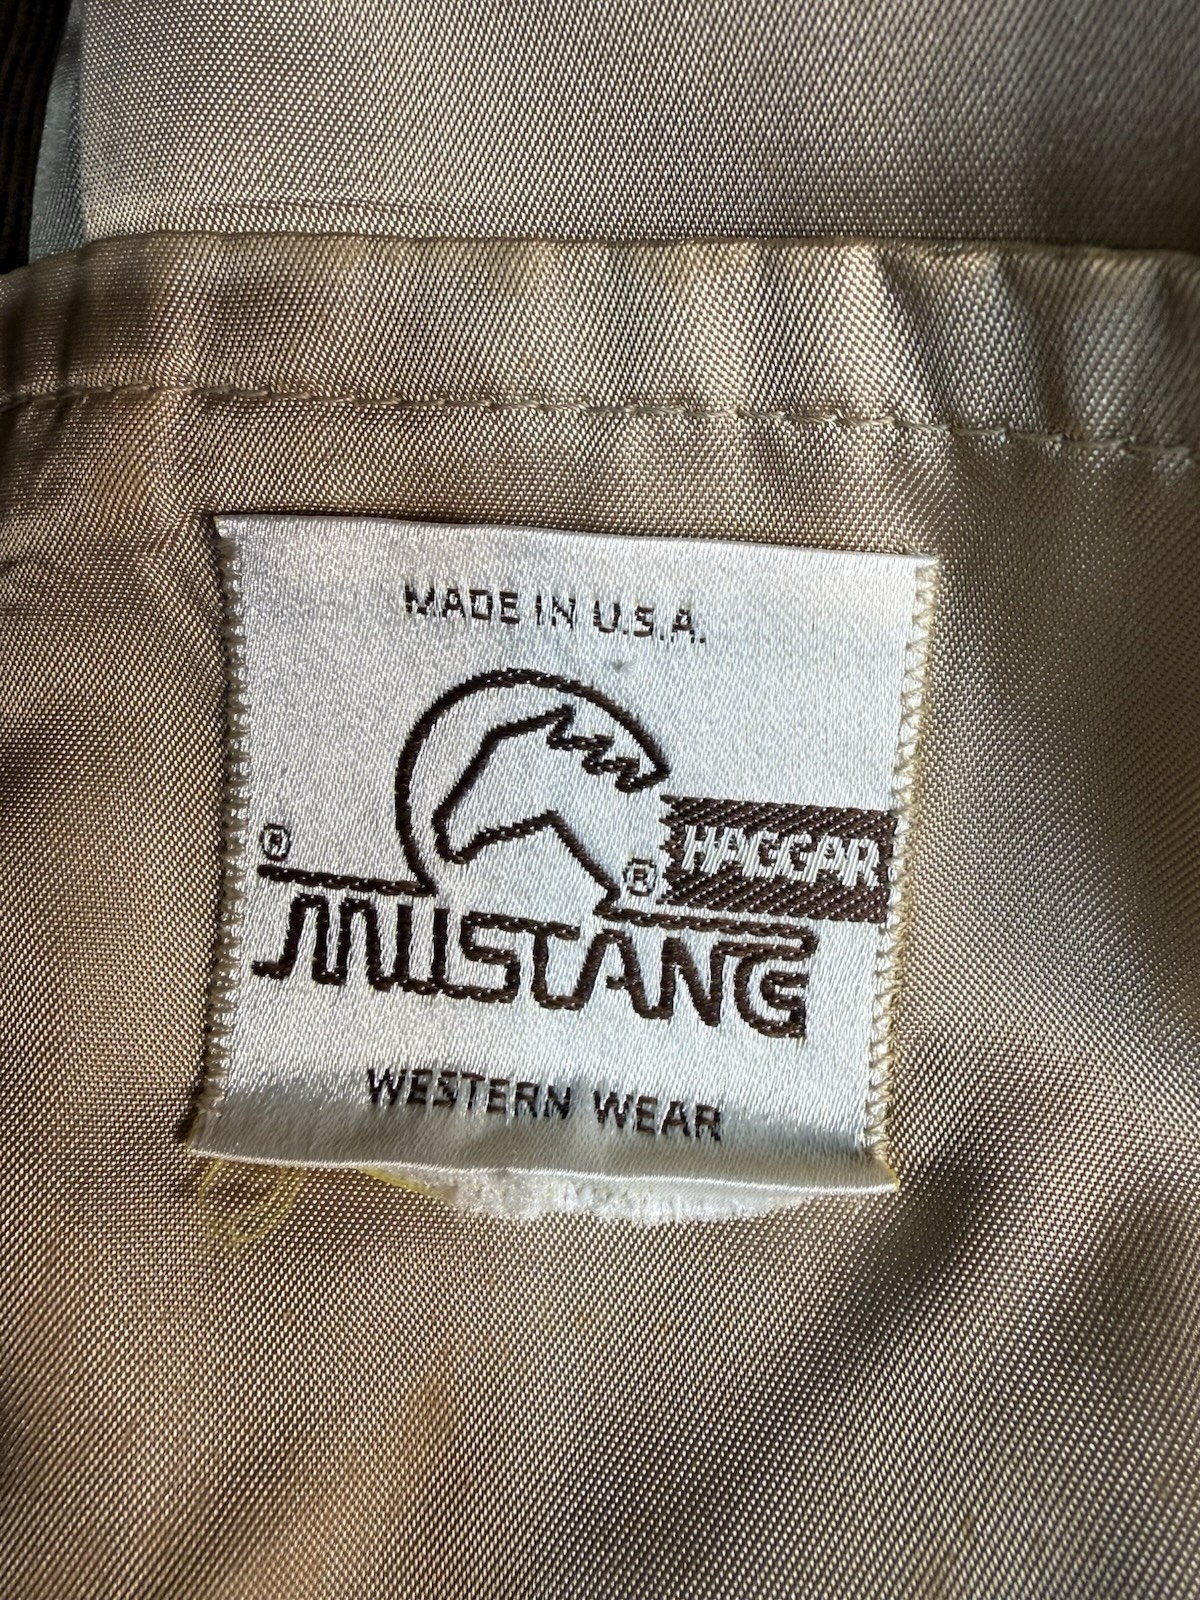 MADE IN U.S.A.
HAGGAR
®
®
MUSTANG
WESTERN WEAR